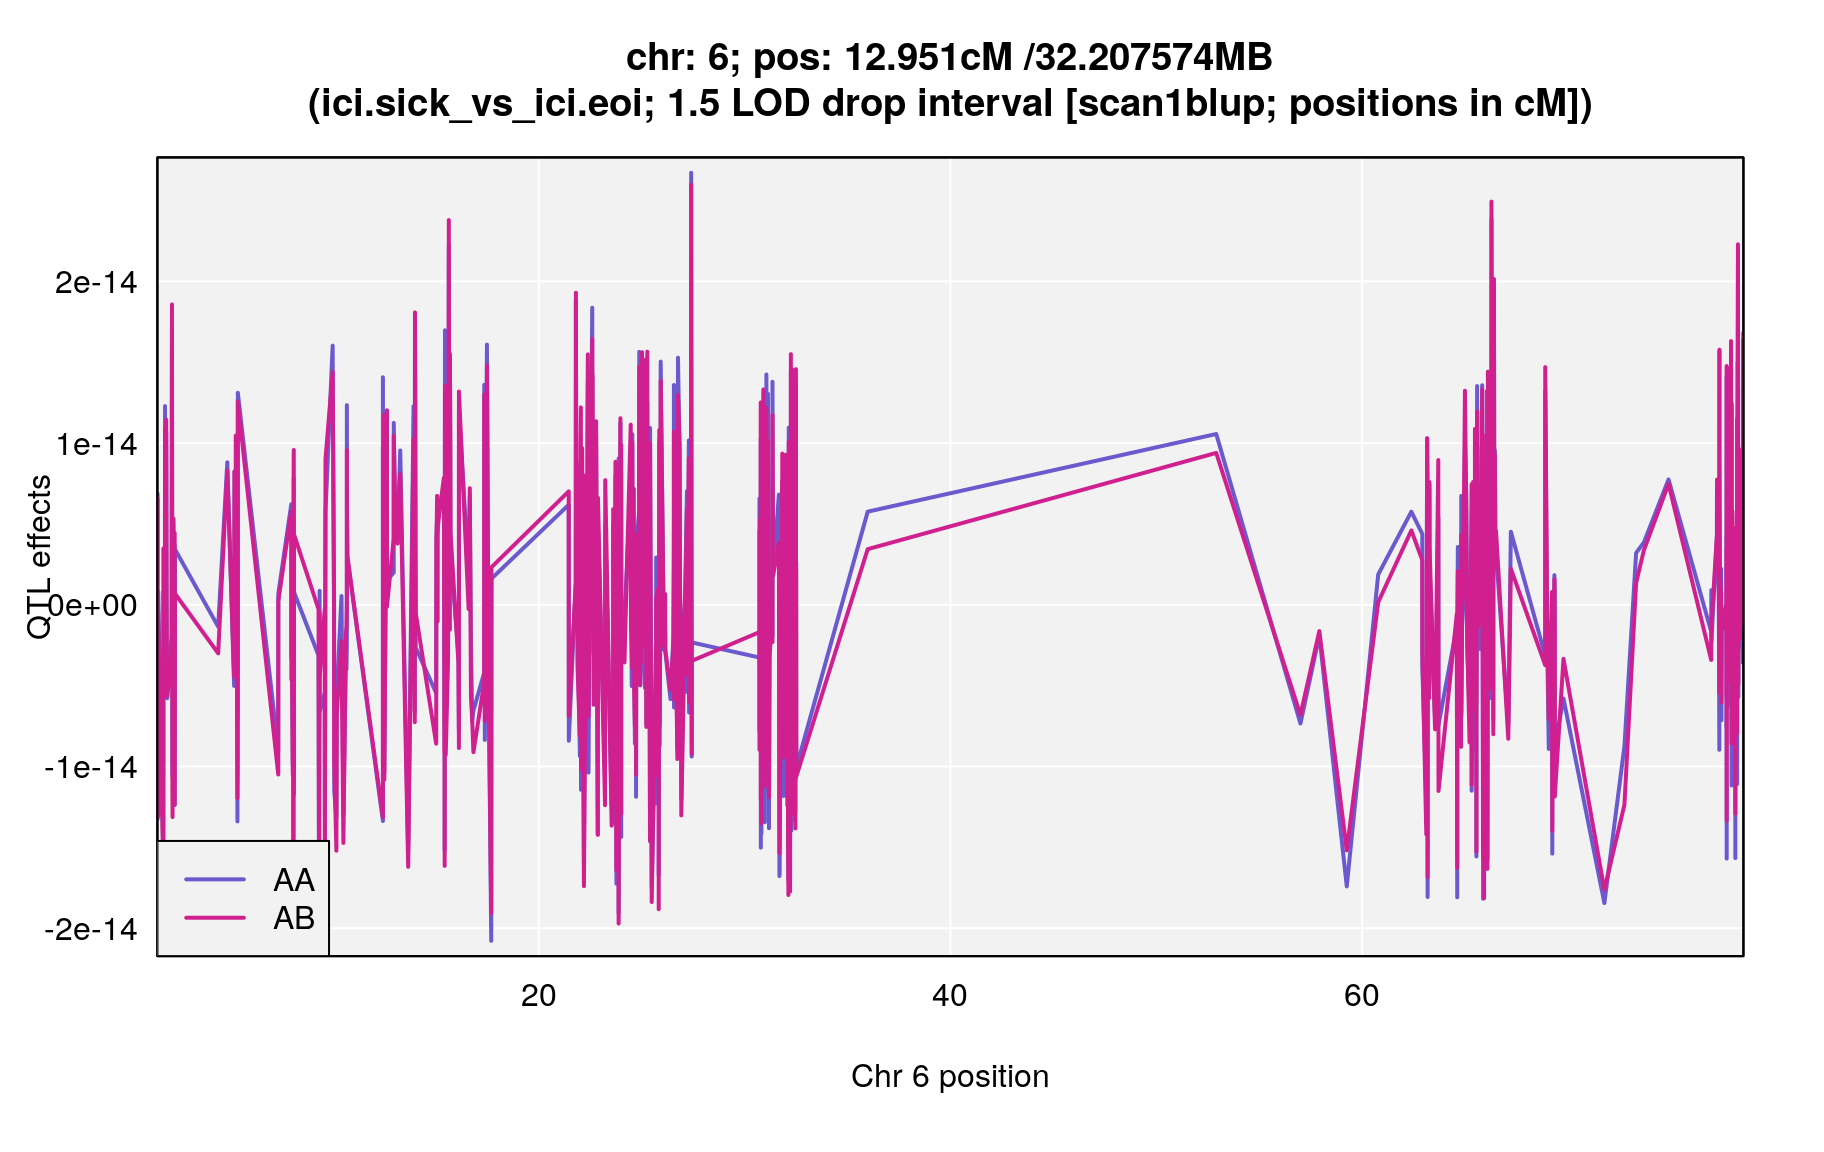 chr: 6; pos: 12.951cM /32.207574MB
(ici.sick_vs_ici.eoi; 1.5 LOD drop interval [scan1blup; positions in cM])
QTL effects
2e-14
1e-14
0e+00
-1e-14
-2e-14
AA
AB
20
40
60
Chr 6 position